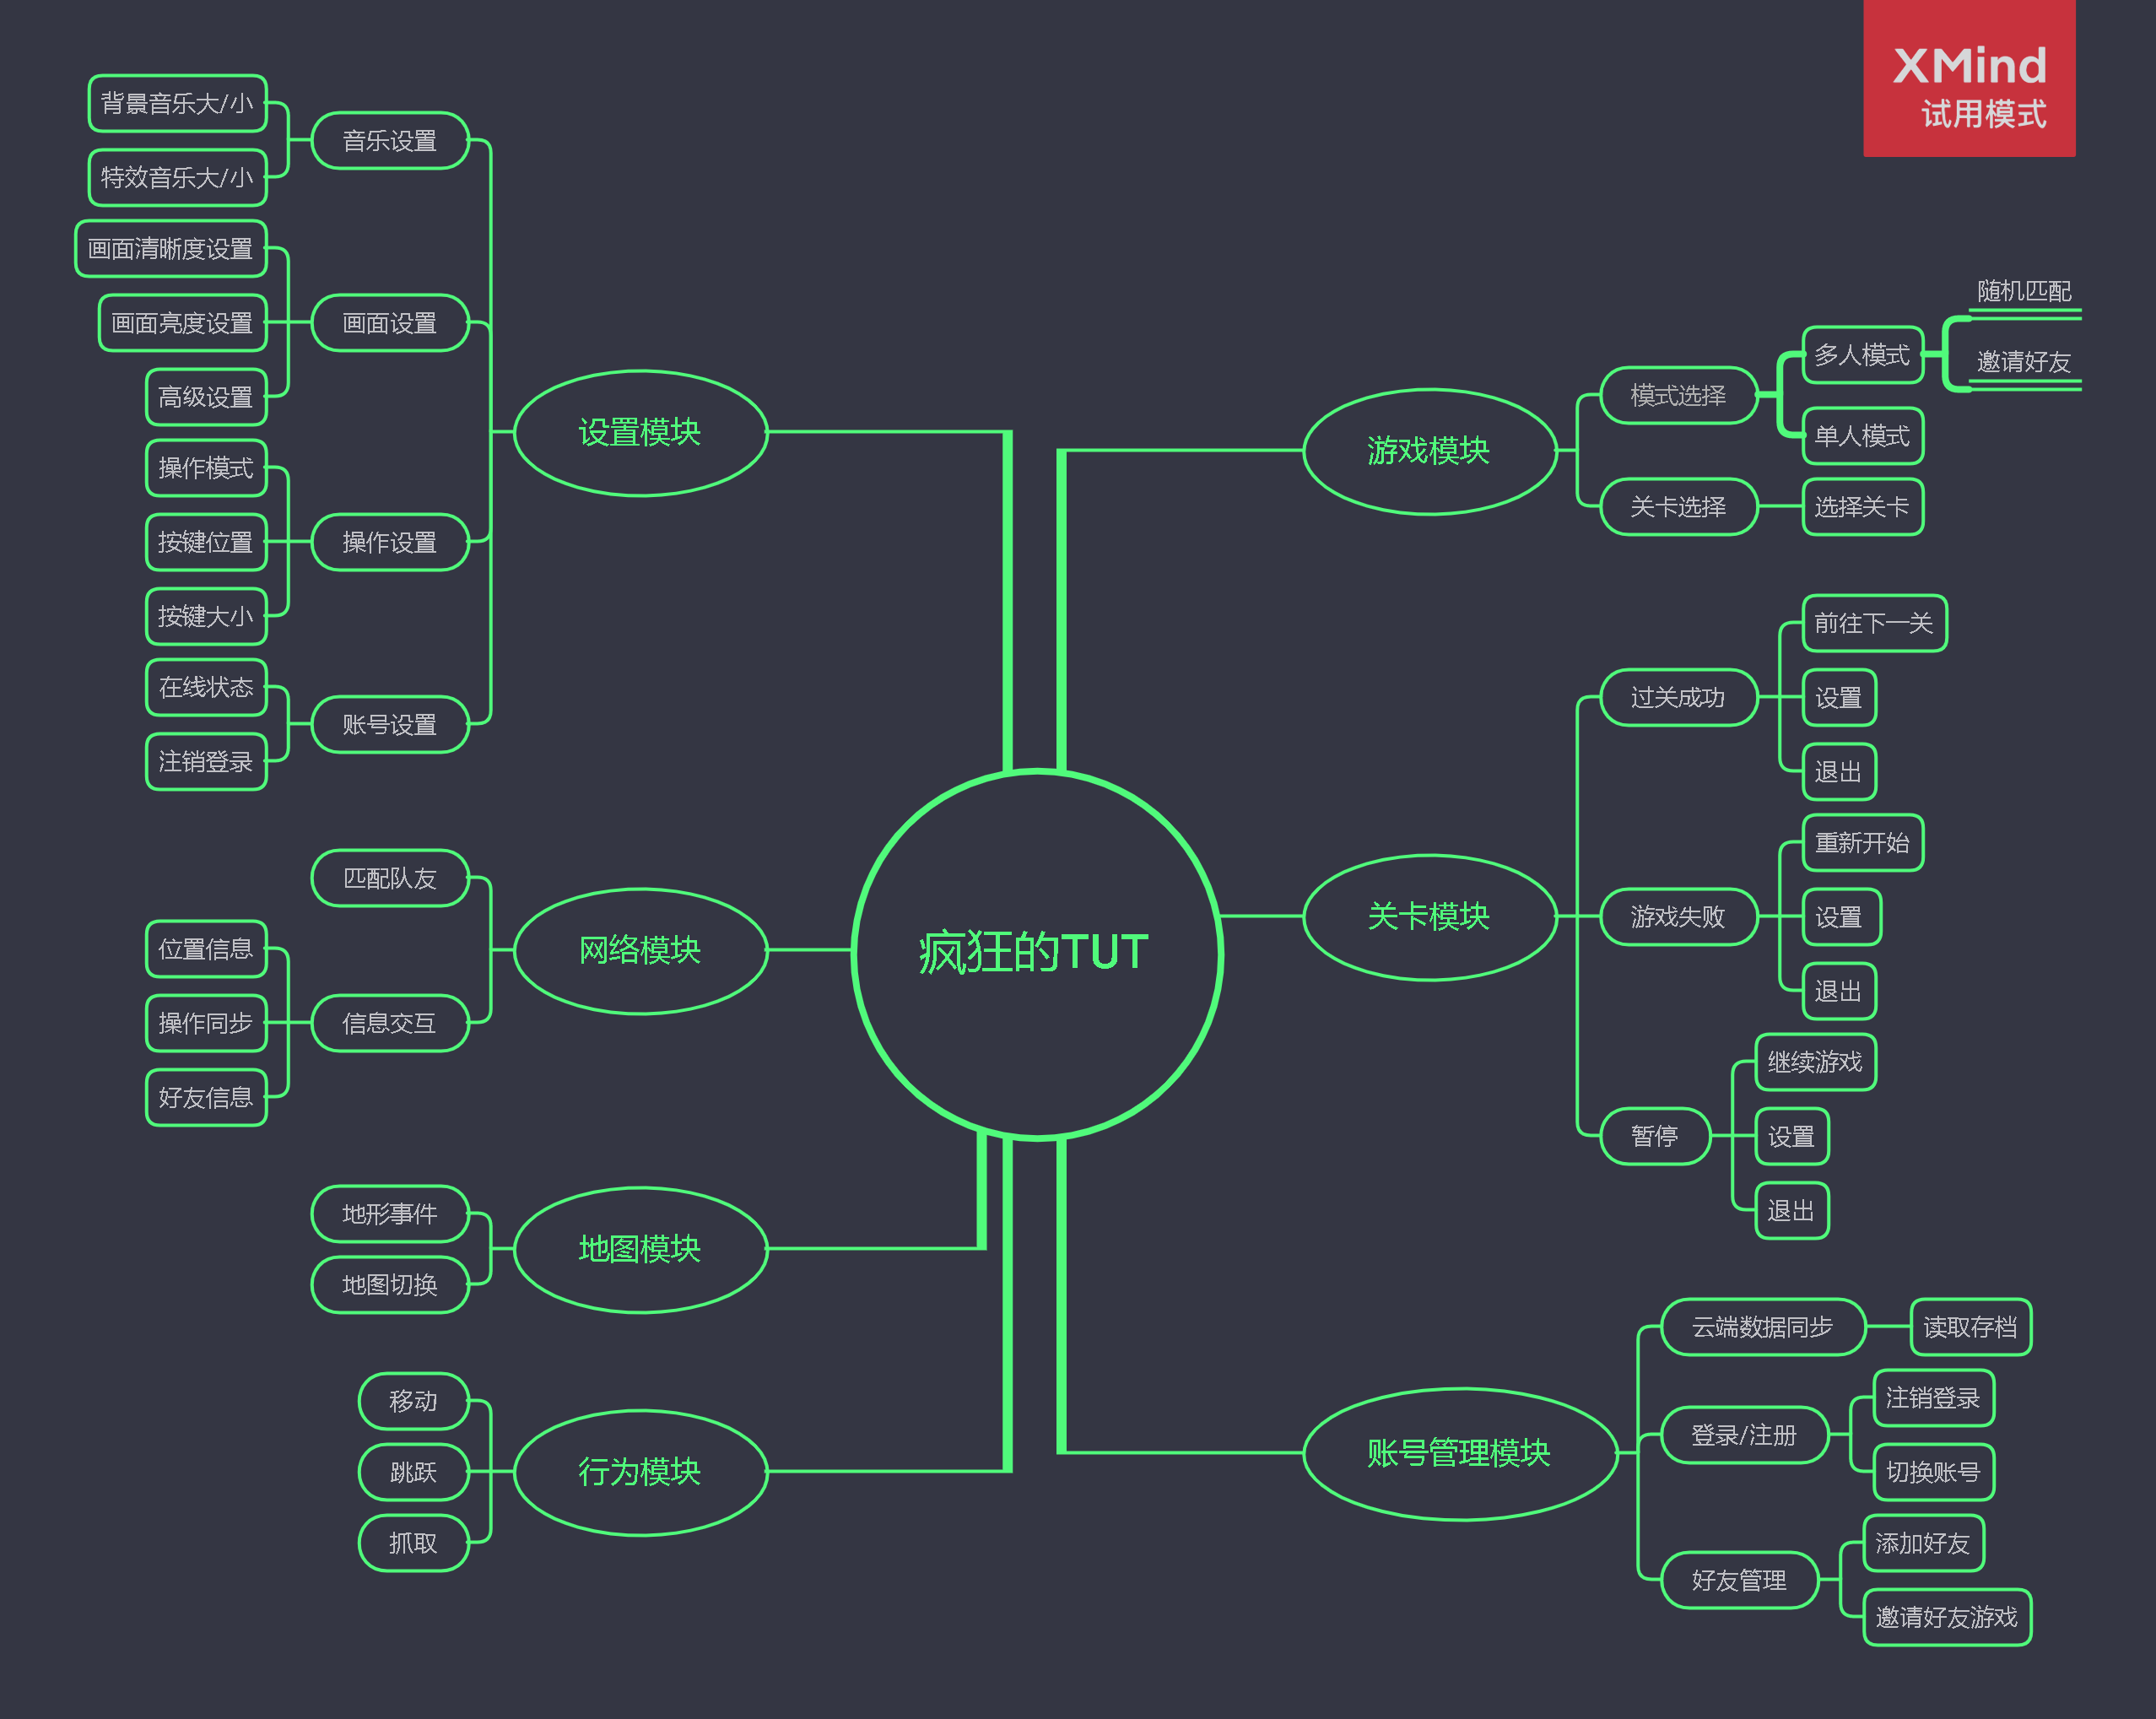 XMind
试用模式
疯狂的TUT
游戏模块
模式选择
多人模式
随机匹配
邀请好友
单人模式
关卡选择
选择关卡
关卡模块
过关成功
前往下一关
设置
退出
游戏失败
重新开始
设置
退出
暂停
继续游戏
设置
退出
账号管理模块
云端数据同步
读取存档
登录/注册
注销登录
切换账号
好友管理
添加好友
邀请好友游戏
设置模块
音乐设置
背景音乐大/小
特效音乐大/小
画面设置
画面清晰度设置
画面亮度设置
高级设置
操作设置
操作模式
按键位置
按键大小
账号设置
在线状态
注销登录
网络模块
匹配队友
信息交互
位置信息
操作同步
好友信息
地图模块
地形事件
地图切换
行为模块
移动
跳跃
抓取